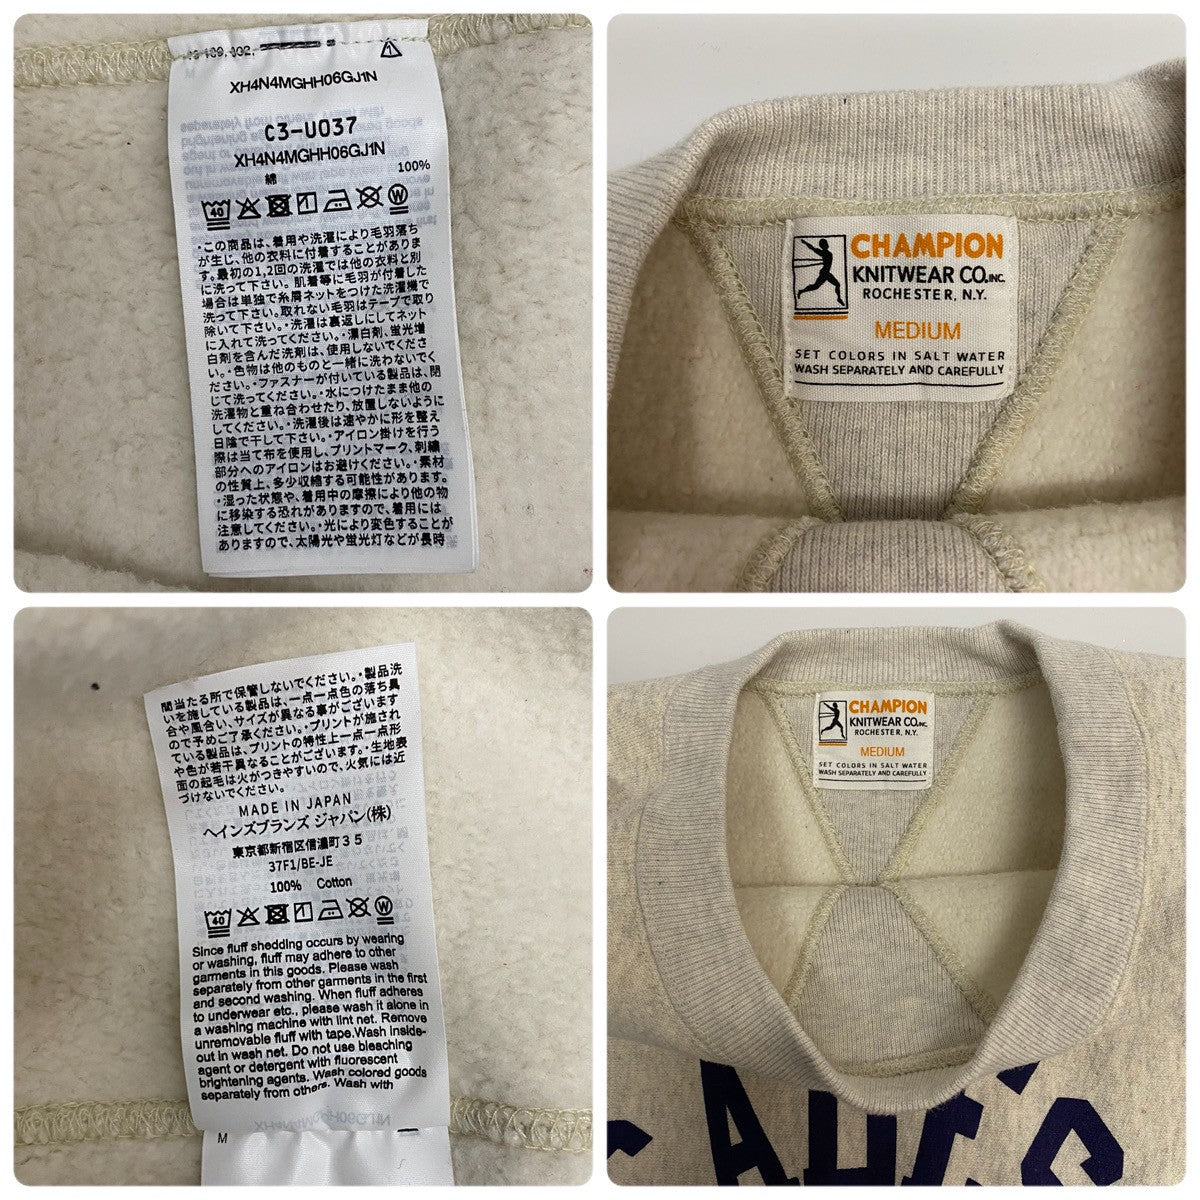 XH4N4MGHH06GJ1N
C3-U037
XH4N4MGHH06GJ1N
綿 100%
40
・この商品は、着用や洗濯により毛羽落ち
が生じ、他の衣料に付着することがありま
す。最初の1,2回の洗濯では他の衣料と別
に洗って下さい。肌着等に毛羽が付着した
場合は単独で糸屑ネットをつけた洗濯機で
洗って下さい。取れない毛羽はテープで取り
除いて下さい。・洗濯は裏返しにしてネット
に入れて洗ってください。・漂白剤、蛍光増
白剤を含んだ洗剤は、使用しないでくださ
い。・色物は他のものと一緒に洗わないでく
ださい。・ファスナーが付いている製品は、閉
じて洗ってください。・水につけたまま他の
洗濯物と重ね合わせたり、放置しないように
してください。・洗濯後は速やかに形を整え
日陰で干して下さい。・アイロン掛けを行う
際は当て布を使用し、プリントマーク、刺繍
部分へのアイロンはお避けください。・素材
の性質上、多少収縮する可能性があります。
・湿った状態や、着用中の摩擦により他の物
に移染する恐れがありますので、着用には
注意してください。・光により変色することが
ありますので、太陽光や蛍光灯などが長時
CHAMPION
KNITWEAR CO.INC.
ROCHESTER, N.Y.
MEDIUM
SET COLORS IN SALT WATER
WASH SEPARATELY AND CAREFULLY
間当たる所で保管しないでください。・製品洗
いを施している製品は、一点一点色の落ち具
合や風合い、サイズが異なる事がございます
ので予めご了承ください。・プリントが施され
ている製品は、プリントの特性上一点一点形
や色が若干異なることがございます。・生地表
面の起毛は火がつきやすいので、火気には近
づけないでください。
MADE IN JAPAN
ヘインズブランズ ジャパン(株)
東京都新宿区信濃町35
37F1/BE-JE
100% Cotton
40
Since fluff shedding occurs by wearing
or washing, fluff may adhere to other
garments in this goods. Please wash
separately from other garments in the first
and second washing. When fluff adheres
to underwear etc., please wash it alone in
a washing machine with lint net. Remove
unremovable fluff with tape.Wash inside-
out in wash net. Do not use bleaching
agent or detergent with fluorescent
brightening agents. Wash colored goods
separately from others. Wash with
M
CHAMPION
KNITWEAR CO.INC.
ROCHESTER, N.Y.
MEDIUM
SET COLORS IN SALT WATER
WASH SEPARATELY AND CAREFULLY